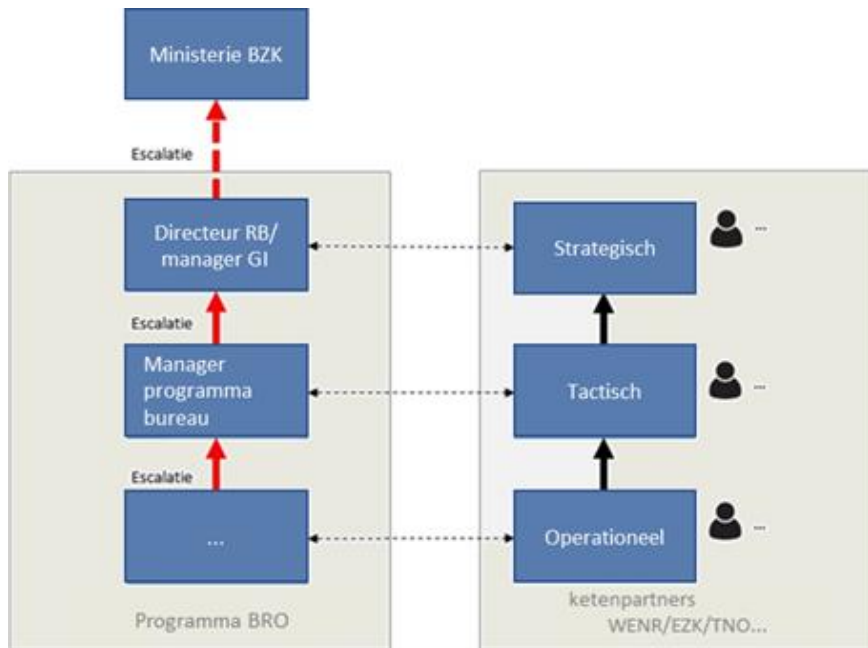 Ministerie BZK
Escalatie
Directeur RB/
manager GI
Strategisch
...
Escalatie
Manager
programma
bureau
Tactisch
...
Escalatie
...
Operationeel
...
Programma BRO
ketenpartners
WENR/EZK/TNO...